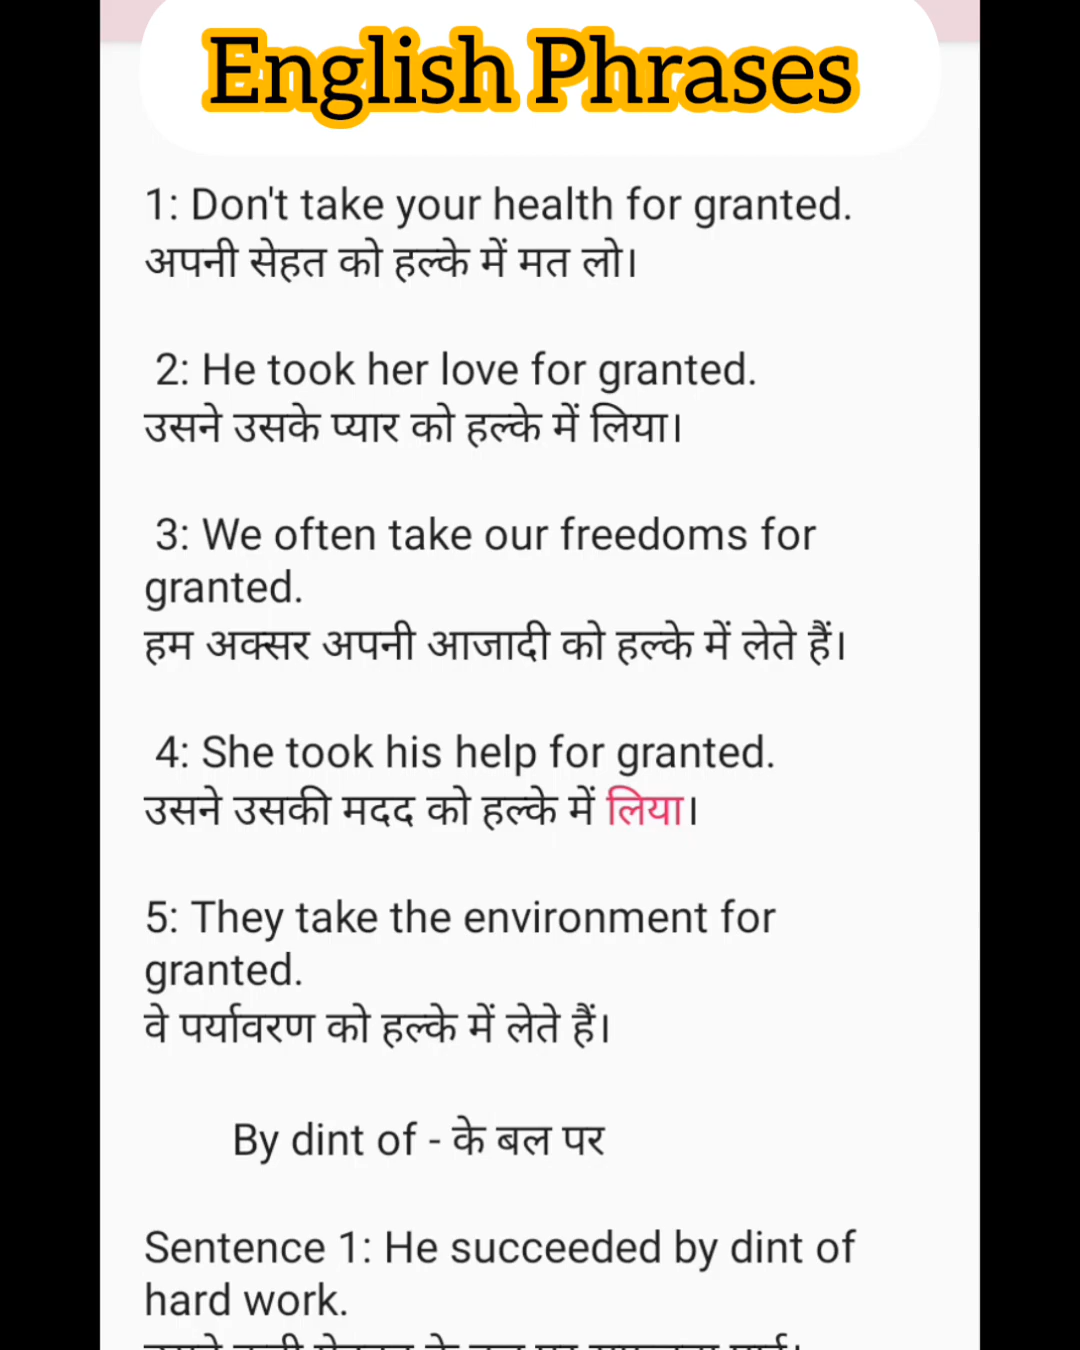 English Phrases
1: Don't take your health for granted.
अपनी सेहत को हल्के में मत लो।
2: He took her love for granted.
उसने उसके प्यार को हल्के में लिया।
3: We often take our freedoms for
granted.
हम अक्सर अपनी आजादी को हल्के में लेते हैं।
4: She took his help for granted.
उसने उसकी मदद को हल्के में लिया।
5: They take the environment for
granted.
वे पर्यावरण को हल्के में लेते हैं।
By dint of - के बल पर
Sentence 1: He succeeded by dint of
hard work.